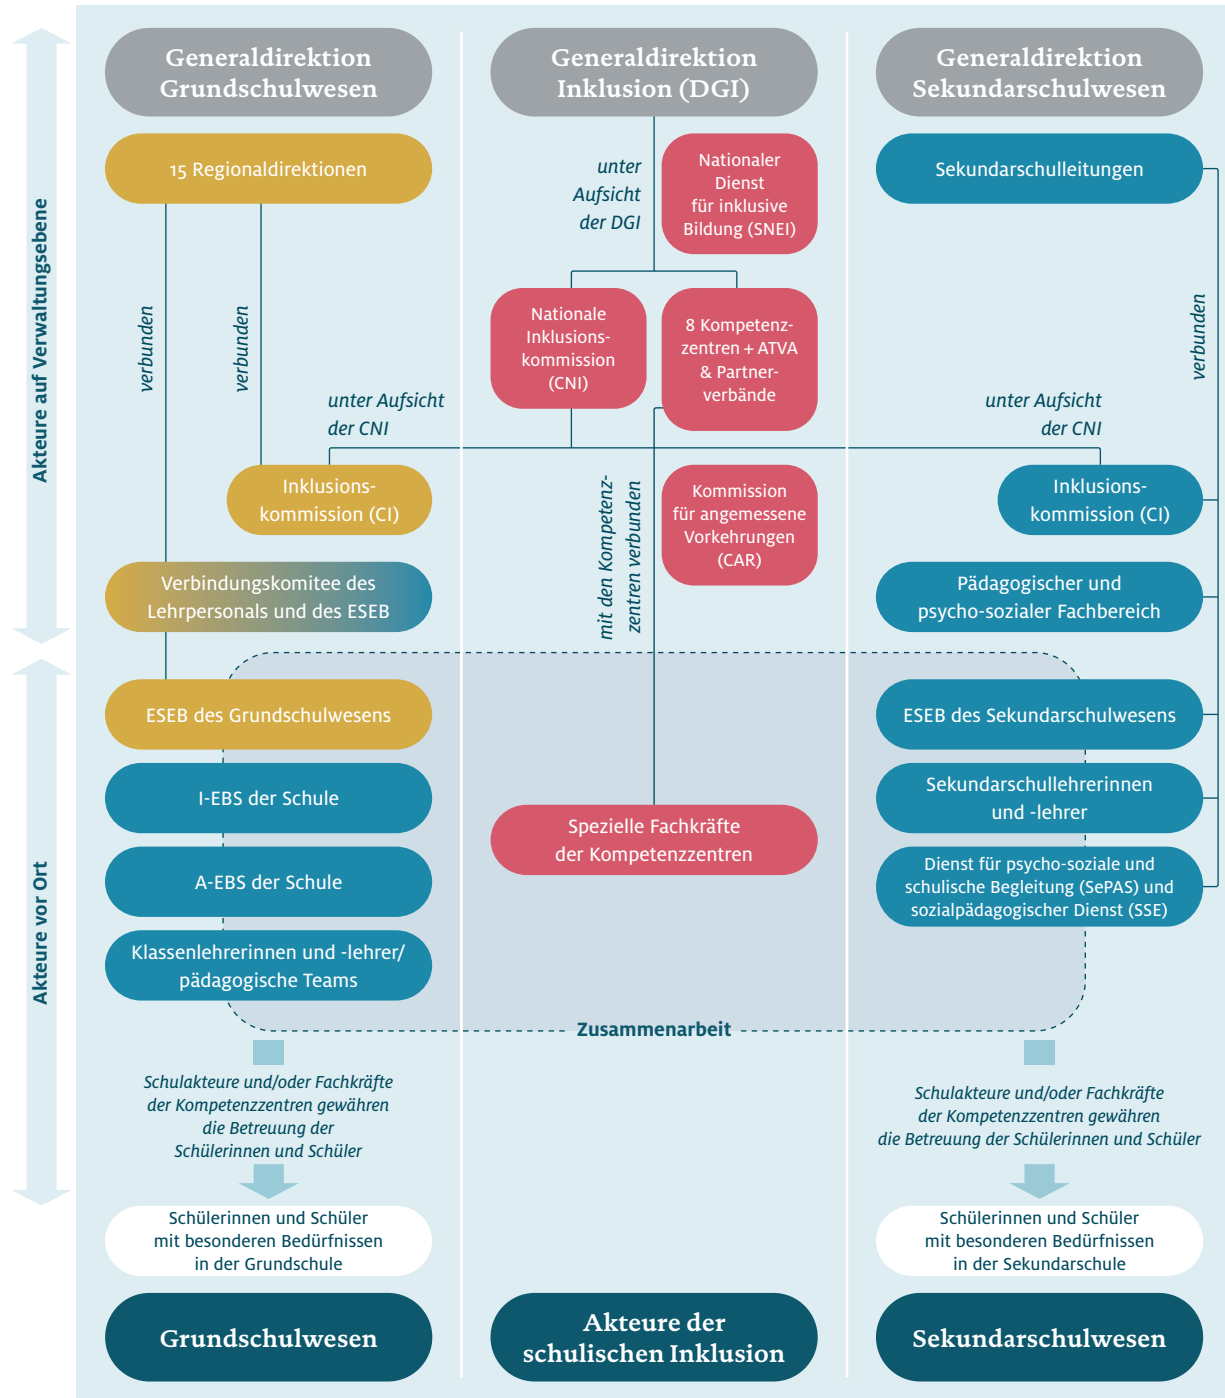 Generaldirektion
Grundschulwesen
Generaldirektion
Inklusion (DGI)
Generaldirektion
Sekundarschulwesen
Akteure auf Verwaltungsebene
15 Regionaldirektionen
unter
Aufsicht
der DGI
Nationaler
Dienst
für inklusive
Bildung (SNEI)
Sekundarschulleitungen
verbunden
verbunden
Nationale
Inklusions-
kommission
(CNI)
8 Kompetenz-
zentren + ATVA
& Partner-
verbände
verbunden
unter Aufsicht
der CNI
unter Aufsicht
der CNI
Inklusions-
kommission (CI)
mit den Kompetenz-
zentren verbunden
Kommission
für angemessene
Vorkehrungen
(CAR)
Inklusions-
kommission (CI)
Verbindungskomitee des
Lehrpersonals und des ESEB
Pädagogischer und
psycho-sozialer Fachbereich
Akteure vor Ort
ESEB des Grundschulwesens
ESEB des Sekundarschulwesens
I-EBS der Schule
Sekundarschullehrerinnen
und -lehrer
Spezielle Fachkräfte
der Kompetenzzentren
A-EBS der Schule
Dienst für psycho-soziale und
schulische Begleitung (SePAS) und
sozialpädagogischer Dienst (SSE)
Klassenlehrerinnen und -lehrer/
pädagogische Teams
Zusammenarbeit
Schulakteure und/oder Fachkräfte
der Kompetenzzentren gewähren
die Betreuung der
Schülerinnen und Schüler
Schulakteure und/oder Fachkräfte
der Kompetenzzentren gewähren
die Betreuung der Schülerinnen und Schüler
Schülerinnen und Schüler
mit besonderen Bedürfnissen
in der Grundschule
Schülerinnen und Schüler
mit besonderen Bedürfnissen
in der Sekundarschule
Grundschulwesen
Akteure der
schulischen Inklusion
Sekundarschulwesen